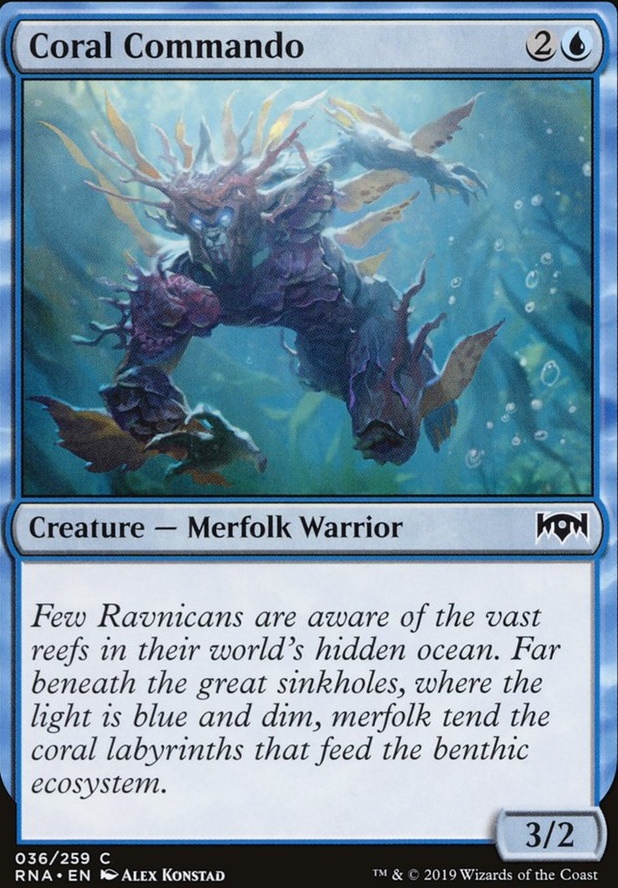 Coral Commando 2
Creature — Merfolk Warrior
Few Ravnicans are aware of the vast
reefs in their world's hidden ocean. Far
beneath the great sinkholes, where the
light is blue and dim, merfolk tend the
coral labyrinths that feed the benthic
ecosystem.
3/2
036/259 C
RNA • EN Alex Konstad
™ & © 2019 Wizards of the Coast